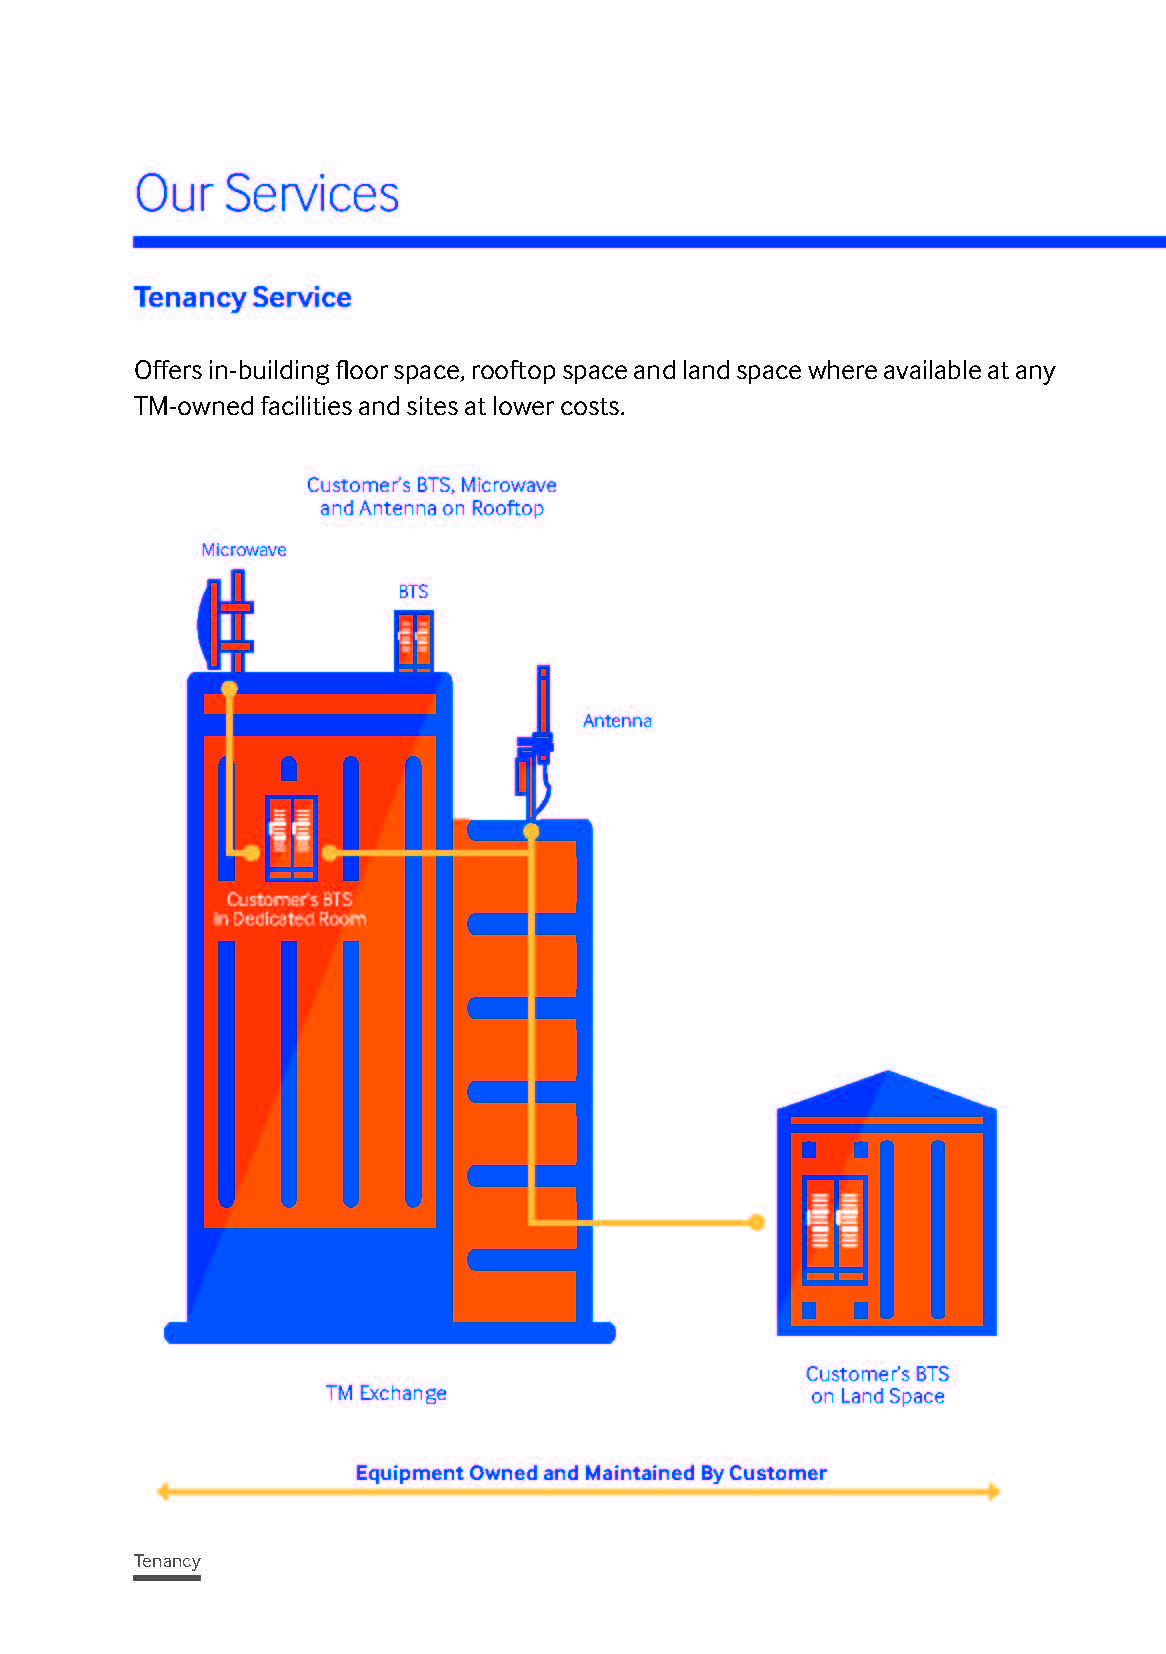 Our Services
Tenancy Service
Offers in-building floor space, rooftop space and land space where available at any
TM-owned facilities and sites at lower costs.
Customer's BTS, Microwave
and Antenna on Rooftop
Microwave
BTS
Antenna
Customer's BTS
in Dedicated Room
TM Exchange
Customer's BTS
on Land Space
Equipment Owned and Maintained By Customer
Tenancy